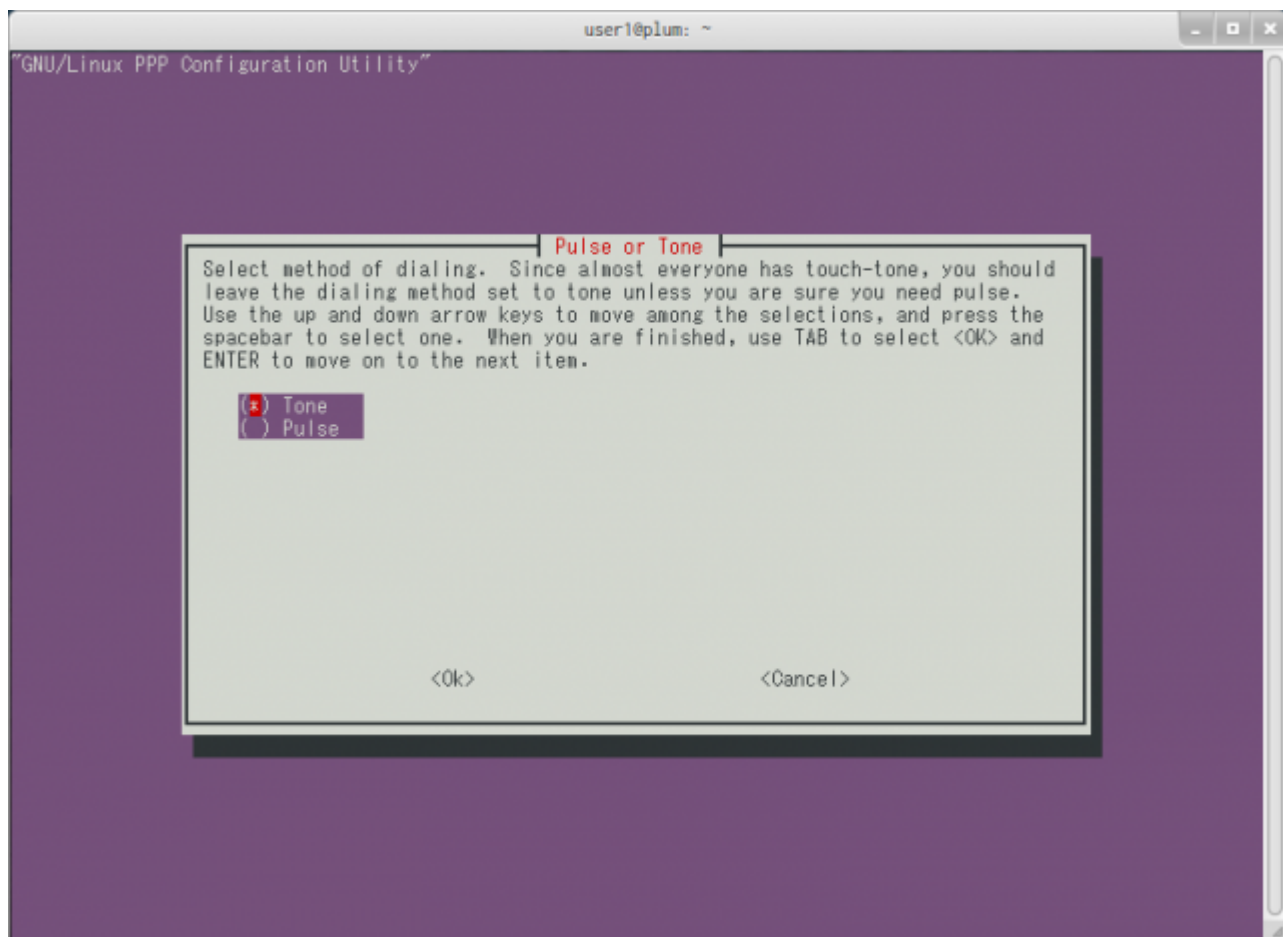 user1@plum: ~
"GNU/Linux PPP Configuration Utility"
Pulse or Tone
Select method of dialing.  Since almost everyone has touch-tone, you should
leave the dialing method set to tone unless you are sure you need pulse.
Use the up and down arrow keys to move among the selections, and press the
spacebar to select one.  When you are finished, use TAB to select <OK> and
ENTER to move on to the next item.
(*) Tone
( ) Pulse
<Ok> <Cancel>